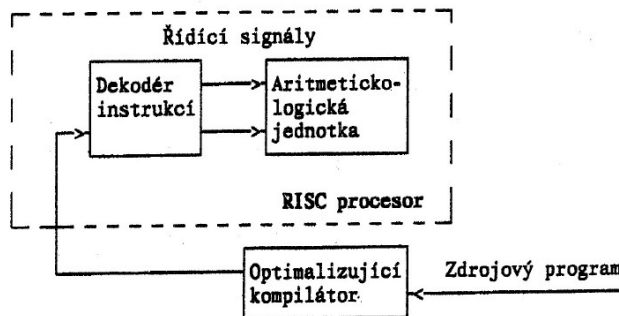 Řídící signály
Dekodér
instrukcí
Aritmeticko-
logická
jednotka
RISC procesor
Optimalizující
kompilátor
Zdrojový program